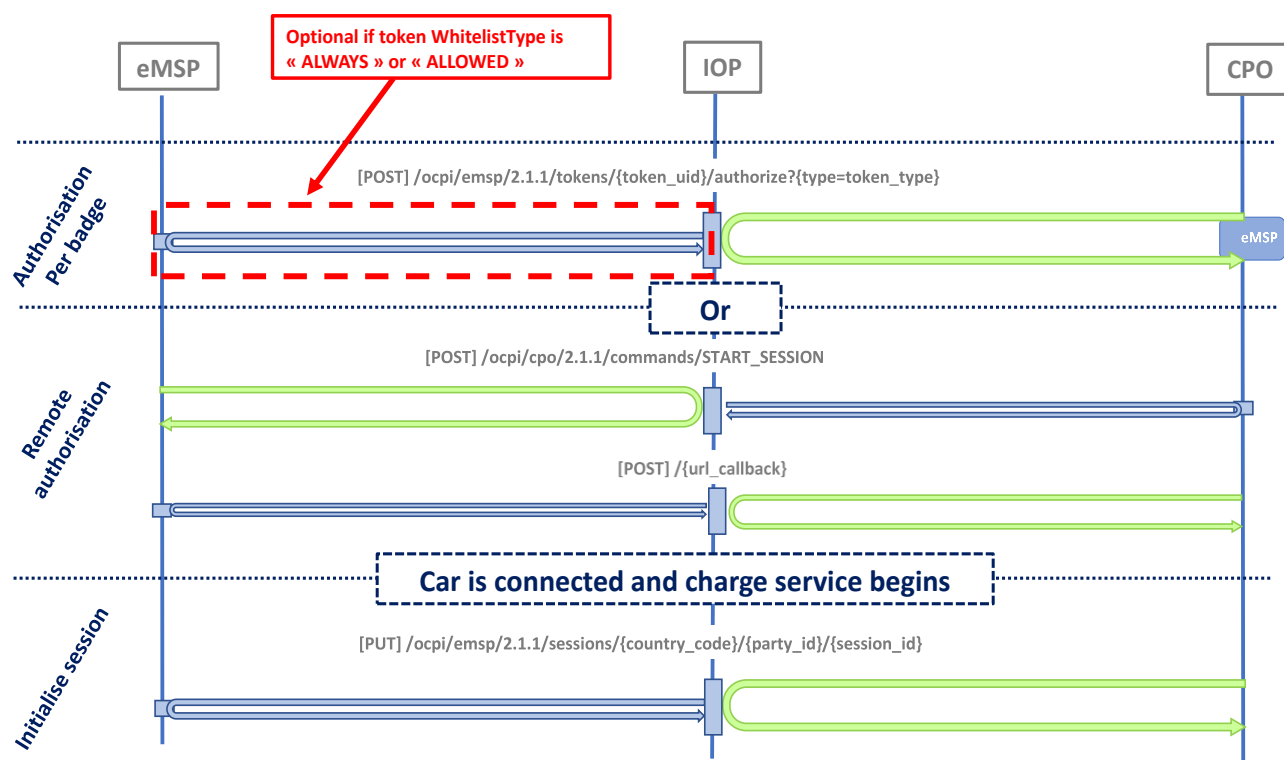 Optional if token WhitelistType is
« ALWAYS » or « ALLOWED »
eMSP
IOP
CPO
Authorisation
Per badge
[POST] /ocpi/emsp/2.1.1/tokens/{token_uid}/authorize?{type=token_type}
eMSP
Or
Remote
authorisation
[POST] /ocpi/cpo/2.1.1/commands/START_SESSION
[POST] /{url_callback}
Car is connected and charge service begins
Initialise session
[PUT] /ocpi/emsp/2.1.1/sessions/{country_code}/{party_id}/{session_id}